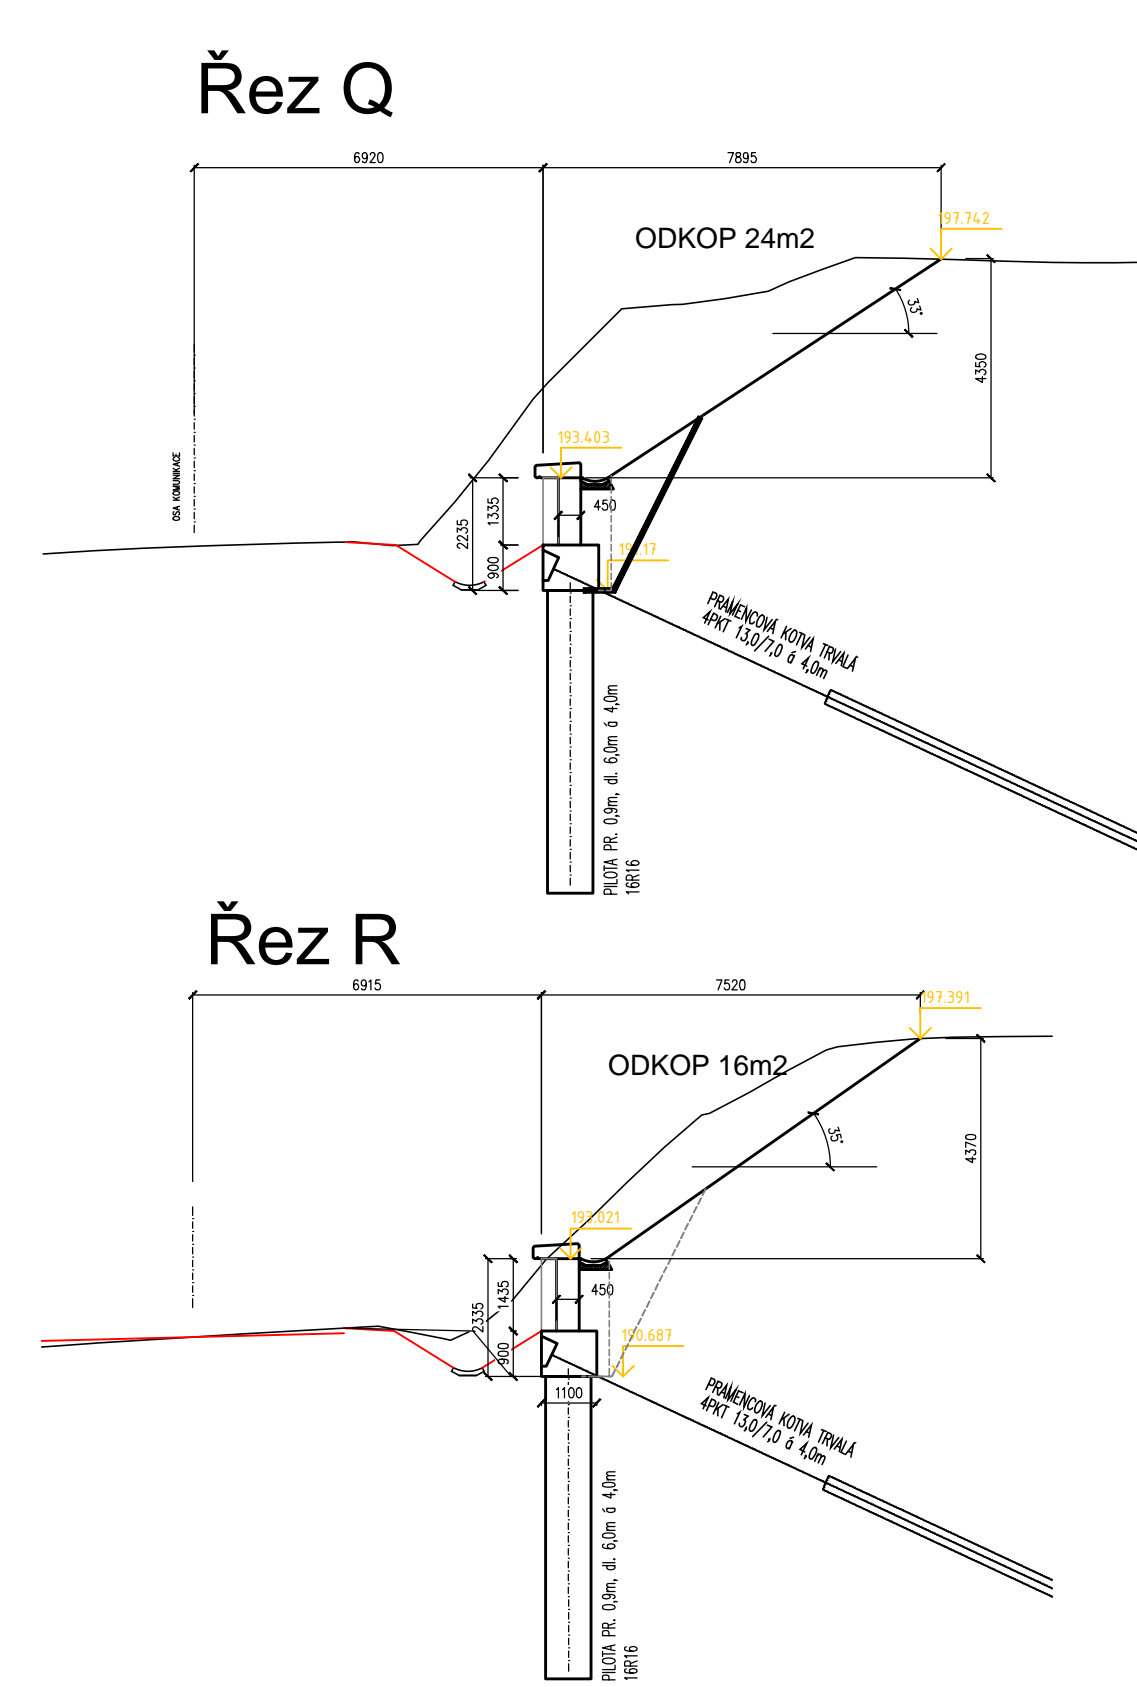 Řez Q
6920
7895
197.742
ODKOP 24m2
33°
4350
OSA KOMUNIKACE
193.403
2235
1335
450
900
PRAMENCOVÁ KOTVA TRVALÁ
4PKT 13,0/7,0 á 4,0m
PILOTA PR. 0,9m, dl. 6,0m á 4,0m
16R16
Řez R
6915
7520
197.391
ODKOP 16m2
35°
4370
193.021
2335
1435
450
900
190.687
1100
PRAMENCOVÁ KOTVA TRVALÁ
4PKT 13,0/7,0 á 4,0m
PILOTA PR. 0,9m, dl. 6,0m á 4,0m
16R16